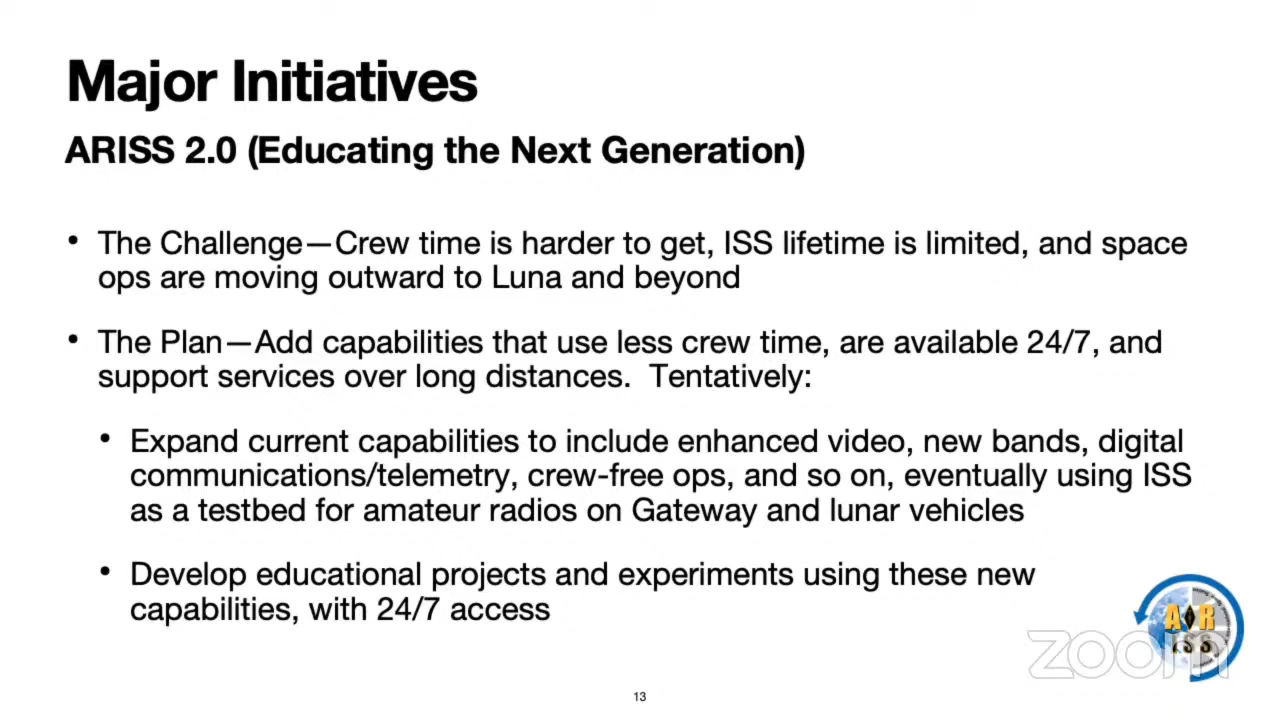 Major Initiatives
ARISS 2.0 (Educating the Next Generation)
• The Challenge—Crew time is harder to get, ISS lifetime is limited, and space
ops are moving outward to Luna and beyond
• The Plan—Add capabilities that use less crew time, are available 24/7, and
support services over long distances.  Tentatively:
• Expand current capabilities to include enhanced video, new bands, digital
communications/telemetry, crew-free ops, and so on, eventually using ISS
as a testbed for amateur radios on Gateway and lunar vehicles
• Develop educational projects and experiments using these new
capabilities, with 24/7 access
AR
ISS
zoom
13